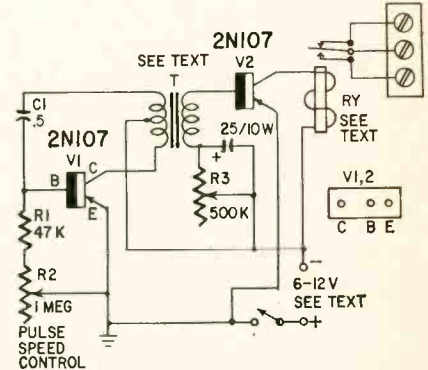 2N107
SEE TEXT
V2
T
C1
.5
2N107
V1
C
B
E
25/10W
+
RY
SEE
TEXT
R1
47K
R3
500K
V1,2
C B E
R2
1 MEG
−
6-12V
SEE TEXT
+
PULSE
SPEED
CONTROL